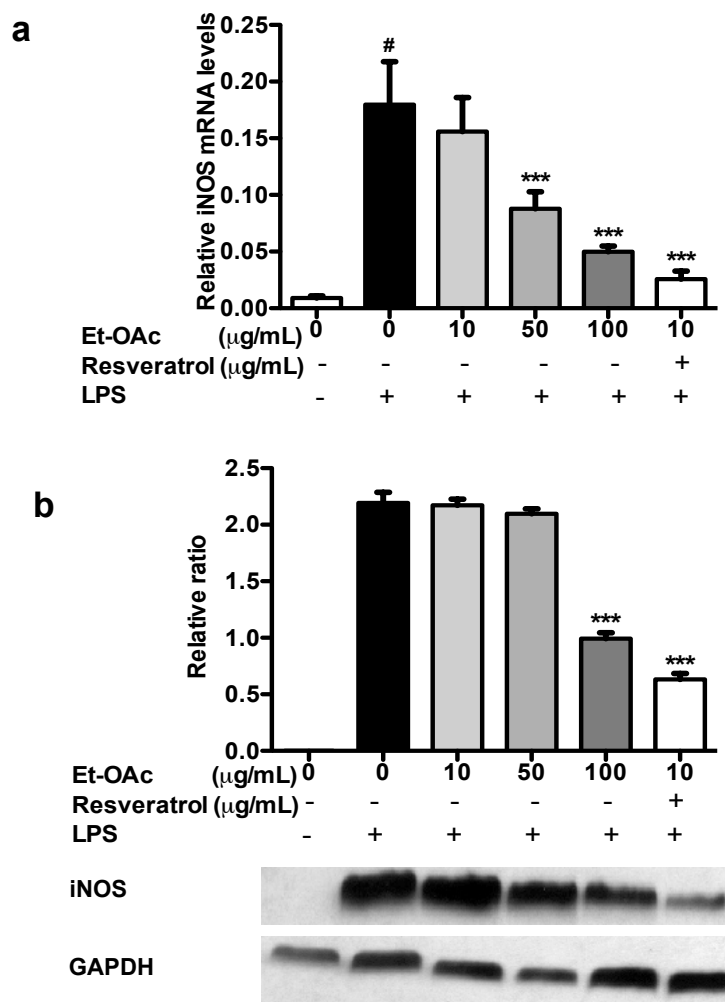 a
Relative iNOS mRNA levels
0.25
0.20
0.15
0.10
0.05
0.00
#
***
***
***
Et-OAc (μg/mL) 0 0 10 50 100 10
Resveratrol (μg/mL) - - - - - +
LPS - + + + + +
b
Relative ratio
2.5
2.0
1.5
1.0
0.5
0.0
***
***
Et-OAc (μg/mL) 0 0 10 50 100 10
Resveratrol (μg/mL) - - - - - +
LPS - + + + + +
iNOS
GAPDH